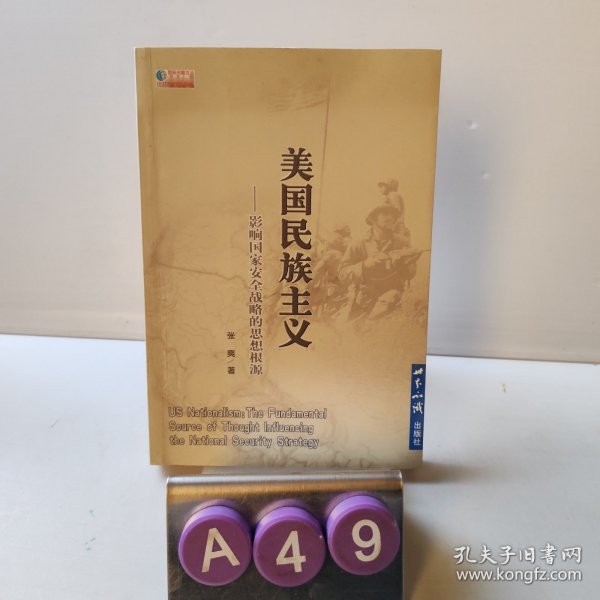 美国民族主义
——影响国家安全战略的思想根源
张爽/著
US Nationalism:The Fundamental
Source of Thought Influencing
the National Security Strategy
世界知识
出版社
A 4 9
孔夫子旧书网
www.kongfz.com